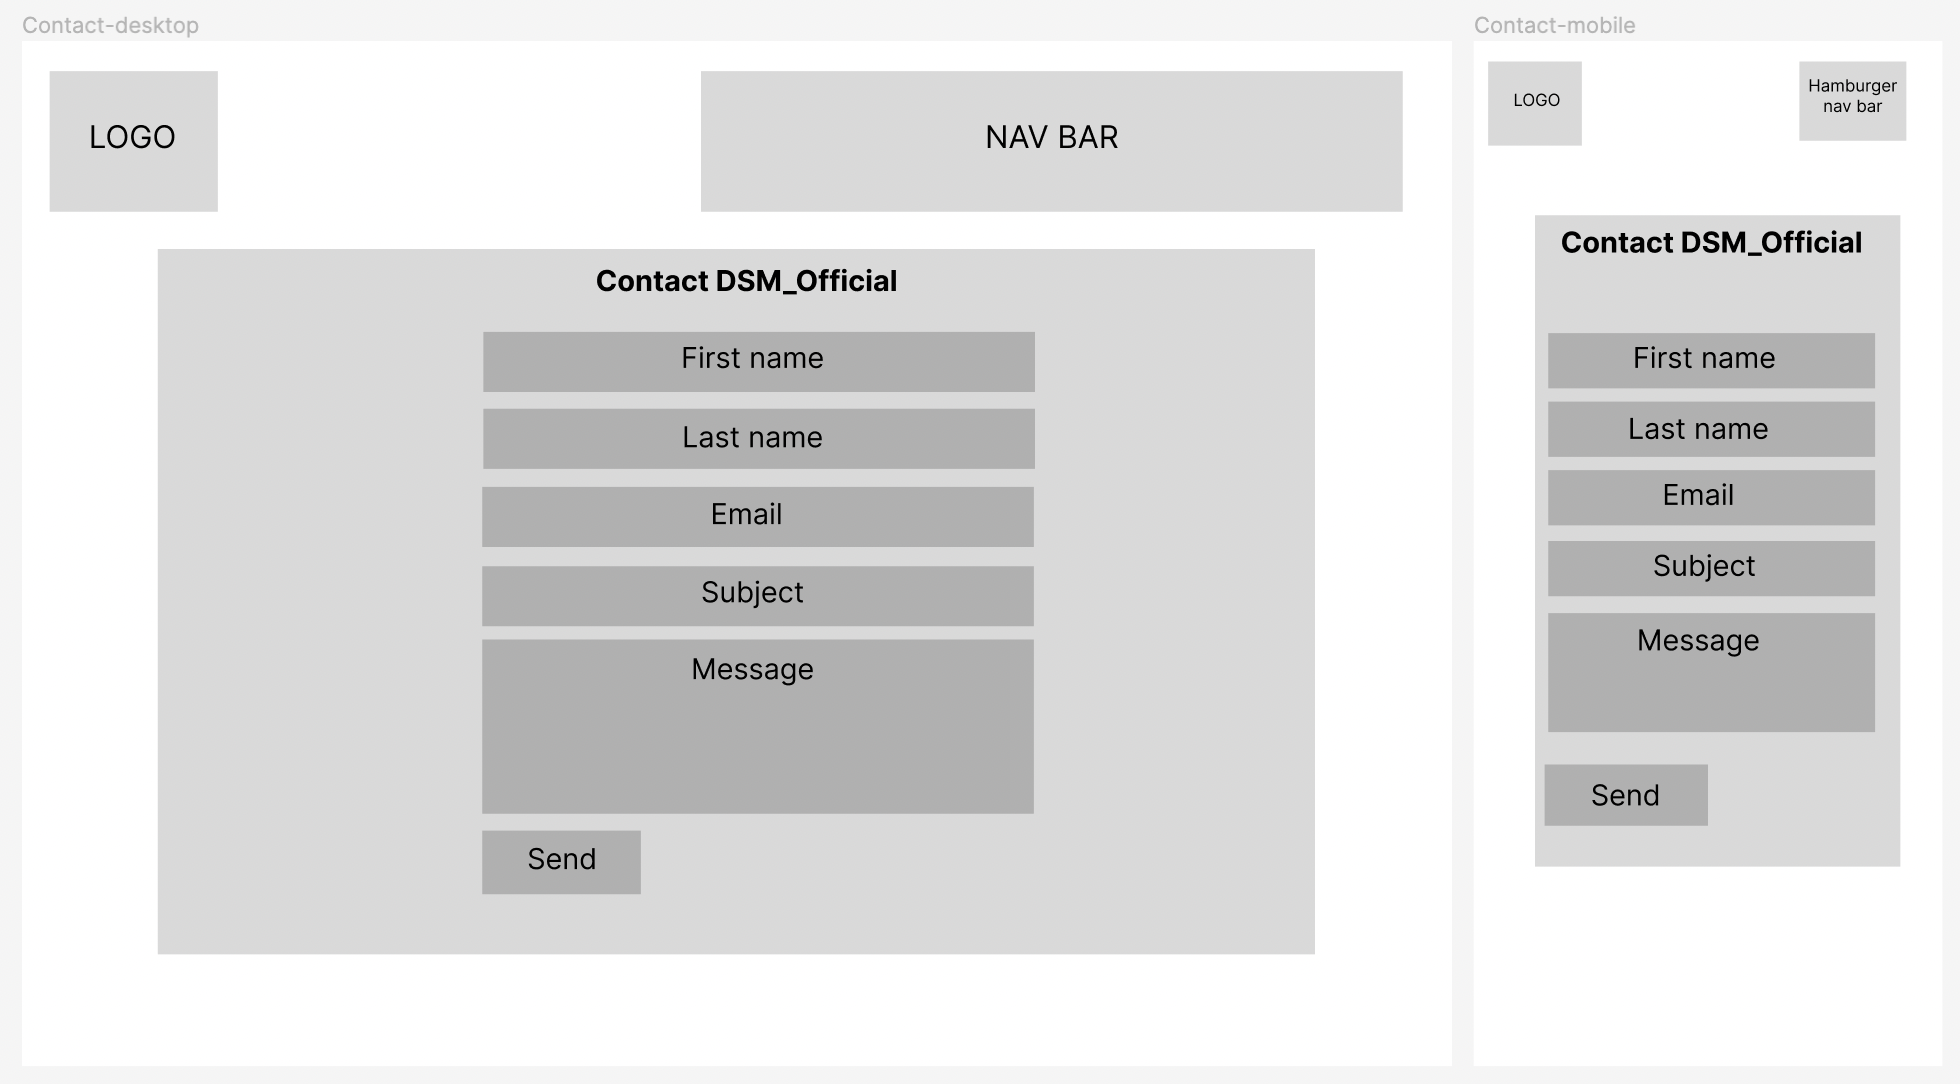 Contact-desktop
LOGO
NAV BAR
Contact DSM_Official
First name
Last name
Email
Subject
Message
Send
Contact-mobile
LOGO
Hamburger
nav bar
Contact DSM_Official
First name
Last name
Email
Subject
Message
Send